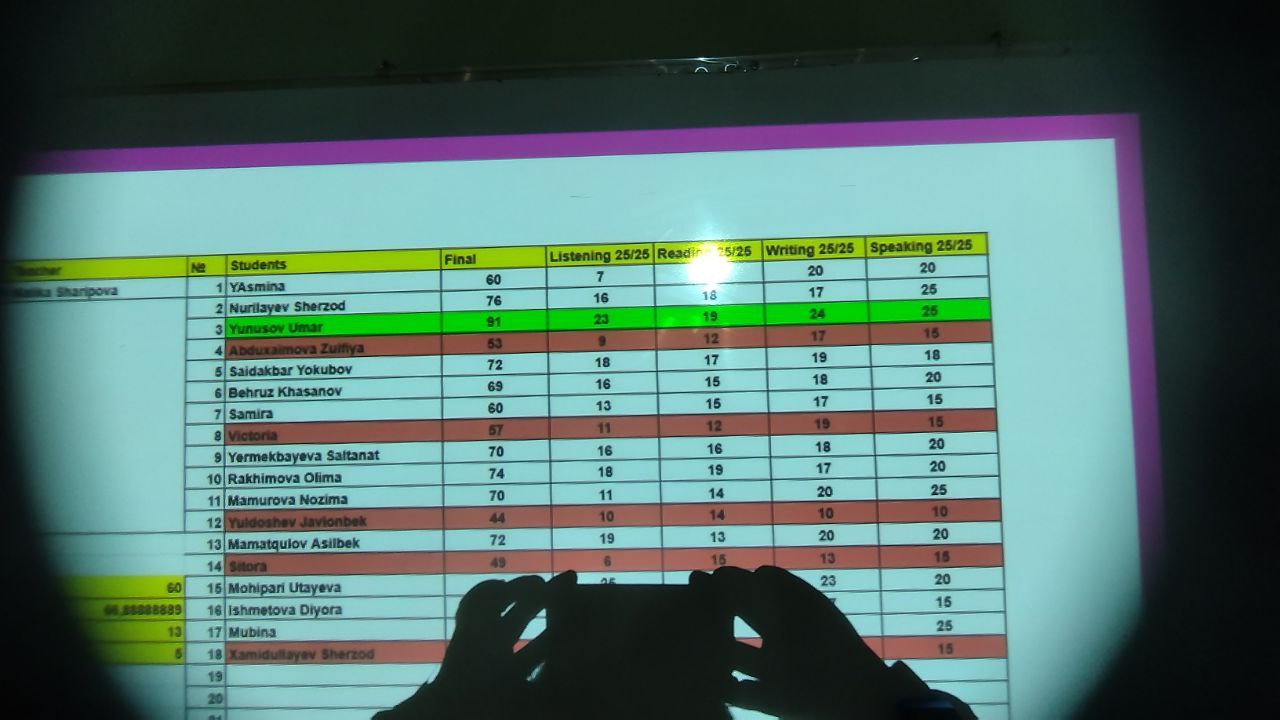 Teacher № Students Final Listening 25/25 25/25 Writing 25/25 Speaking 25/25
Sharipova 1 YAsmina 60 7 20 20
2 Nurilayev Sherzod 76 16 18 17 25
3 Yunusov Umar 91 23 19 24 25
4 Abduxaimova Zulfiya 53 9 12 17 15
5 Saidakbar Yokubov 72 18 17 19 18
6 Behruz Khasanov 69 16 15 18 20
7 Samira 60 13 15 17 15
8 Victoria 57 11 12 19 15
9 Yermekbayeva Saltanat 70 16 16 18 20
10 Rakhimova Olima 74 18 19 17 20
11 Mamurova Nozima 70 11 14 20 25
12 Yuldoshev Javlonbek 44 10 14 10 10
13 Mamatqulov Asilbek 72 19 13 20 20
14 Sitora 49 6 15 13 15
60 15 Mohipari Utayeva 23 20
66,88888889 16 Ishmetova Diyora 15
13 17 Mubina 25
5 18 Xamidullayev Sherzod 15
19
20
21